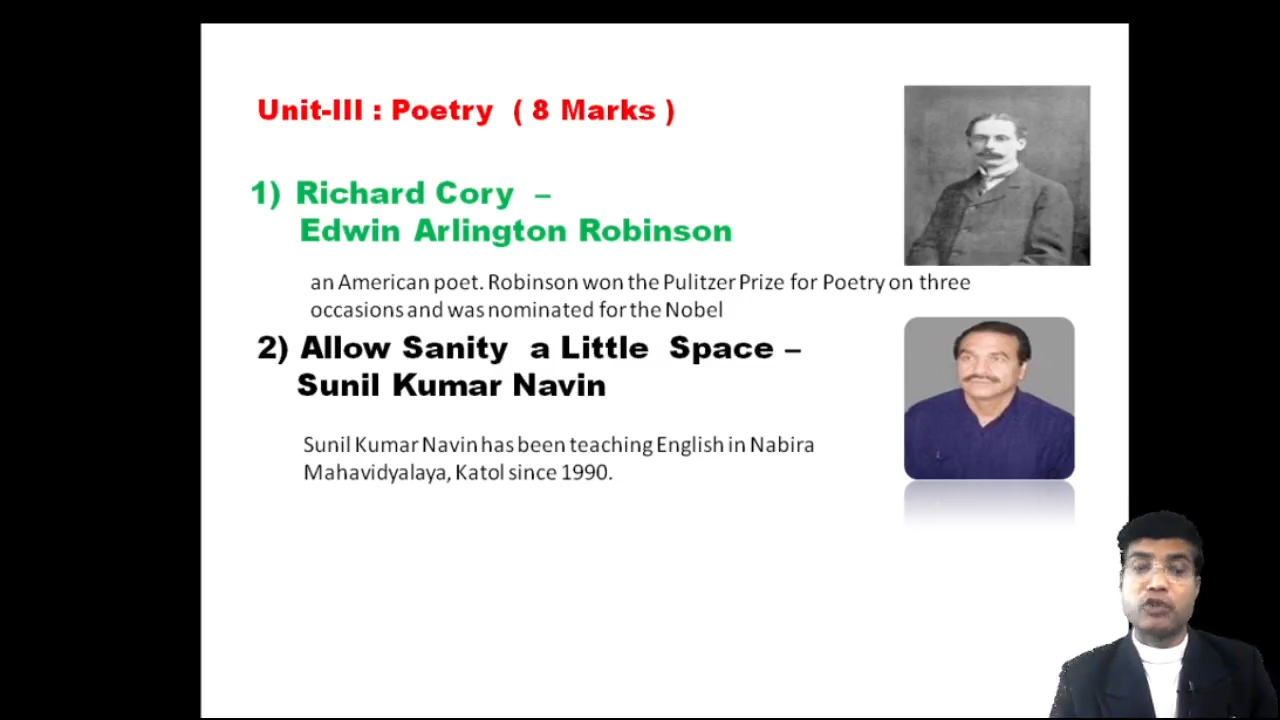 Unit-III : Poetry ( 8 Marks )
1) Richard Cory –
Edwin Arlington Robinson
an American poet. Robinson won the Pulitzer Prize for Poetry on three
occasions and was nominated for the Nobel
2) Allow Sanity a Little Space –
Sunil Kumar Navin
Sunil Kumar Navin has been teaching English in Nabira
Mahavidyalaya, Katol since 1990.